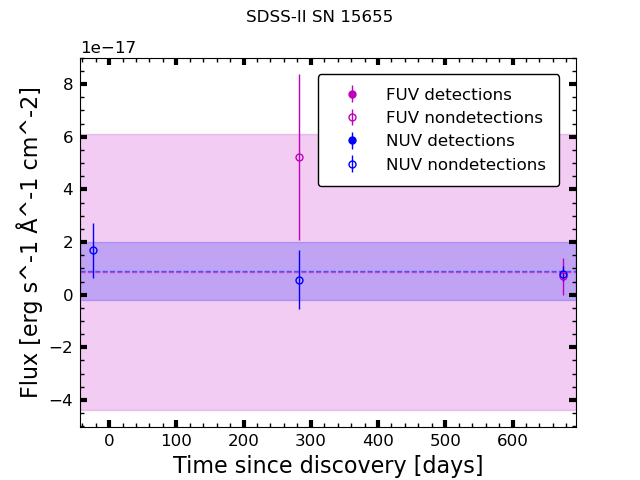 SDSS-II SN 15655
1e−17
8
6
4
2
0
−2
−4
Flux [erg s^-1 Å^-1 cm^-2]
FUV detections
FUV nondetections
NUV detections
NUV nondetections
0 100 200 300 400 500 600
Time since discovery [days]